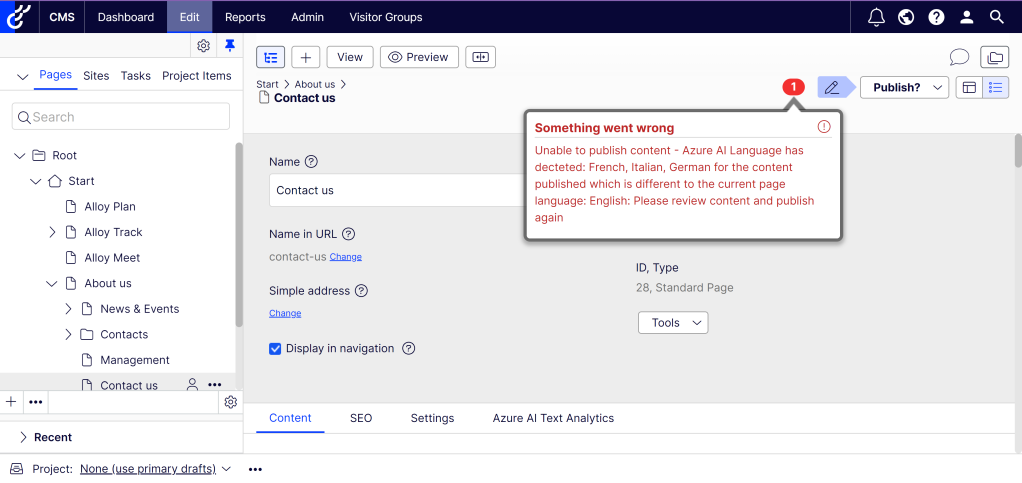 CMS Dashboard Edit Reports Admin Visitor Groups
Pages Sites Tasks Project Items
Search
Root
Start
Alloy Plan
Alloy Track
Alloy Meet
About us
News & Events
Contacts
Management
Contact us
Recent
View Preview
Start > About us >
Contact us
1
Publish?
Something went wrong
Unable to publish content - Azure AI Language has
decteted: French, Italian, German for the content
published which is different to the current page
language: English: Please review content and publish
again
Name
Contact us
Name in URL
contact-us Change
Simple address
Change
Display in navigation
ID, Type
28, Standard Page
Tools
Content SEO Settings Azure AI Text Analytics
Project: None (use primary drafts)